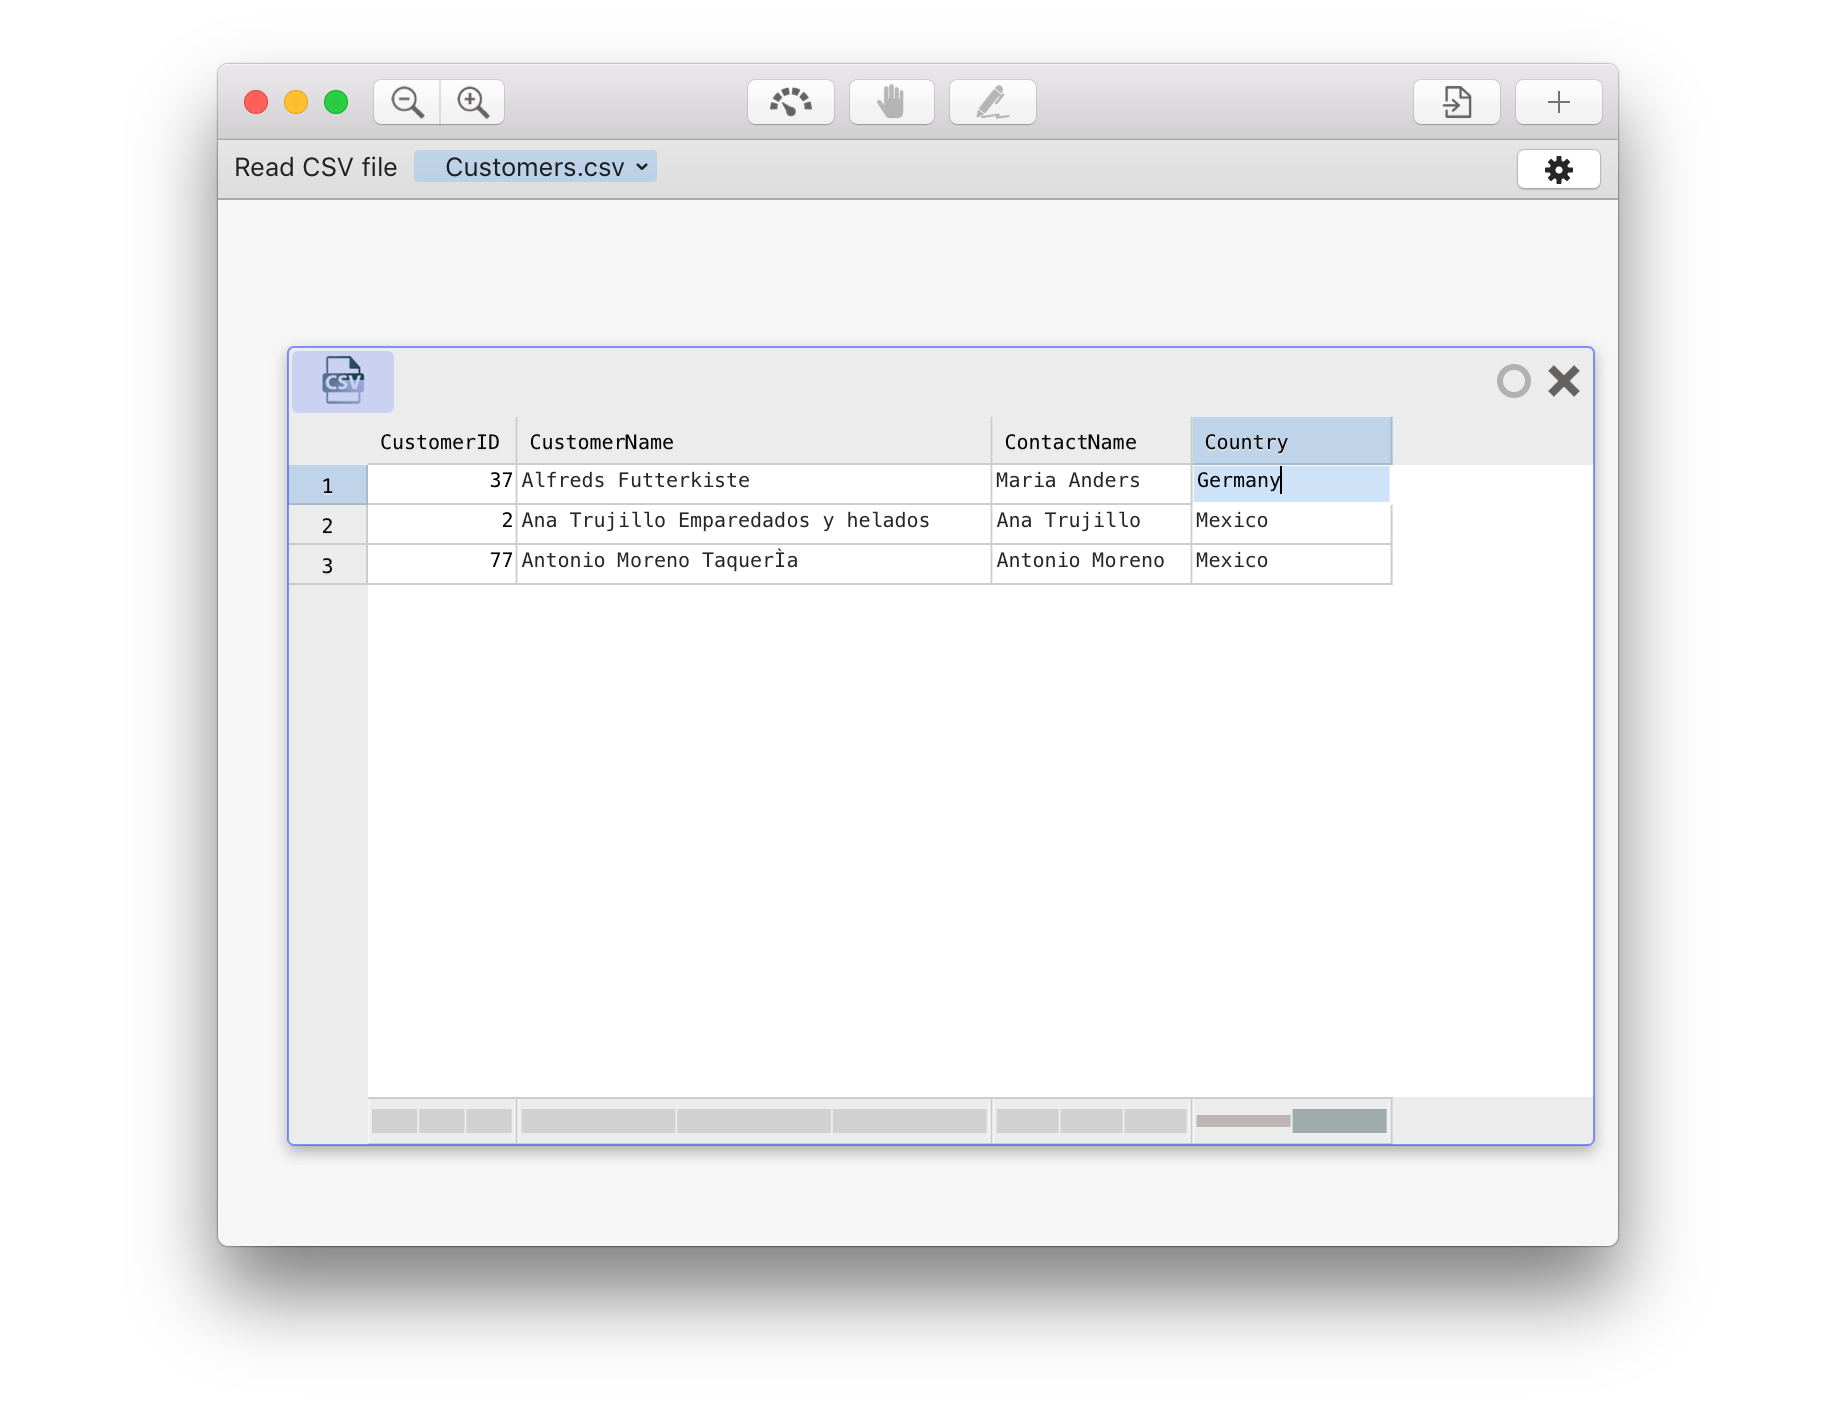 Read CSV file Customers.csv
CSV
CustomerID CustomerName ContactName Country
1 37 Alfreds Futterkiste Maria Anders Germany
2 2 Ana Trujillo Emparedados y helados Ana Trujillo Mexico
3 77 Antonio Moreno TaquerÌa Antonio Moreno Mexico